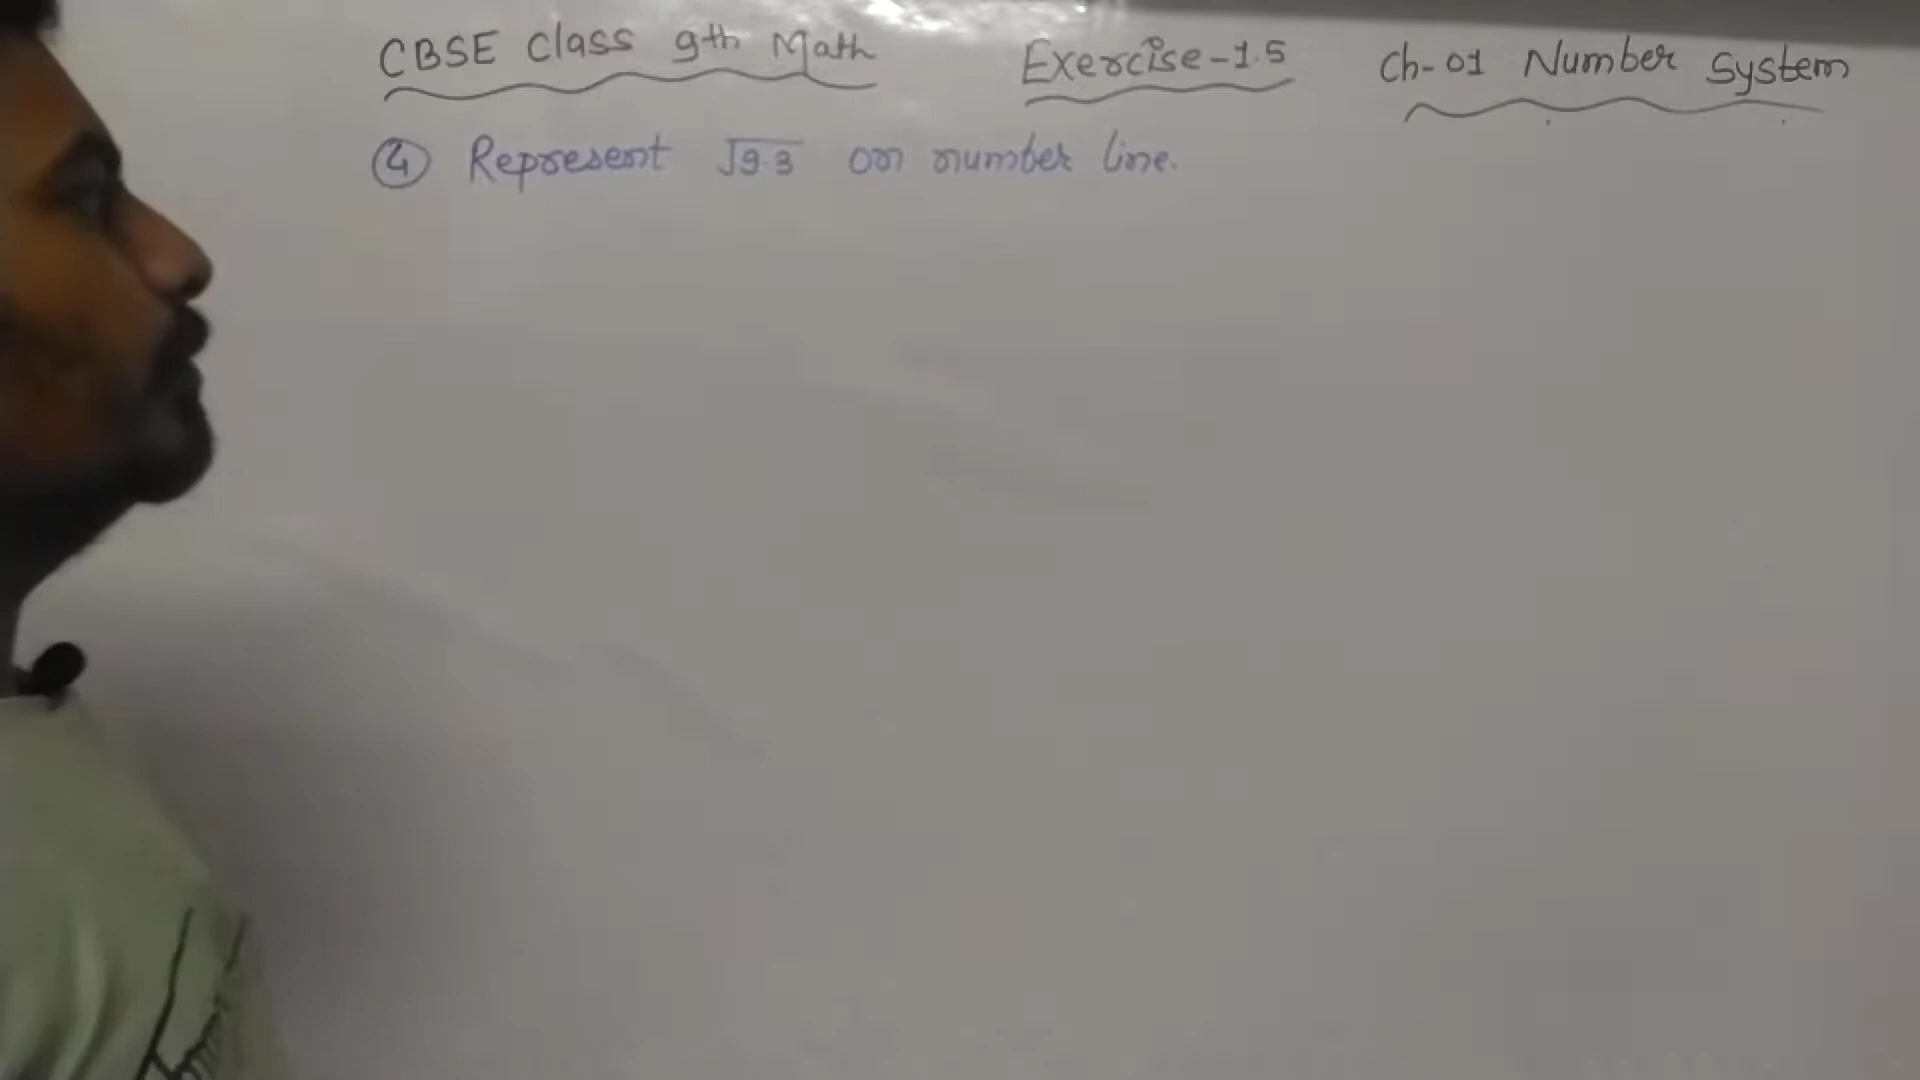 CBSE Class 9th Math Exercise-1.5 Ch-01 Number System
④ Represent √9.3 on number line.